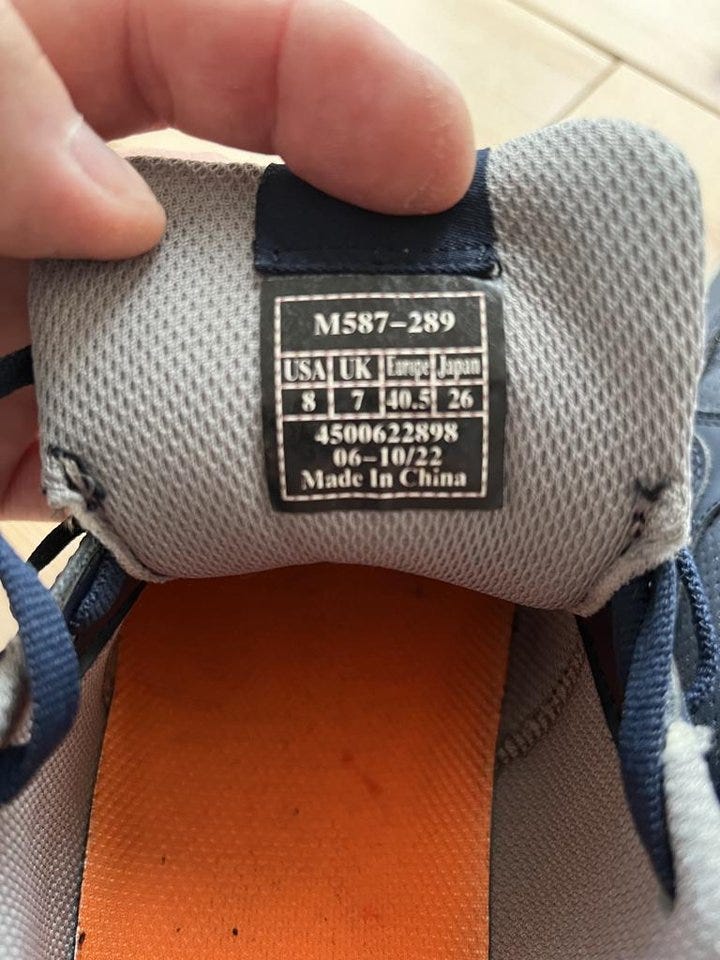 M587-289
USA UK Europe Japan
8 7 40.5 26
4500622898
06-10/22
Made In China